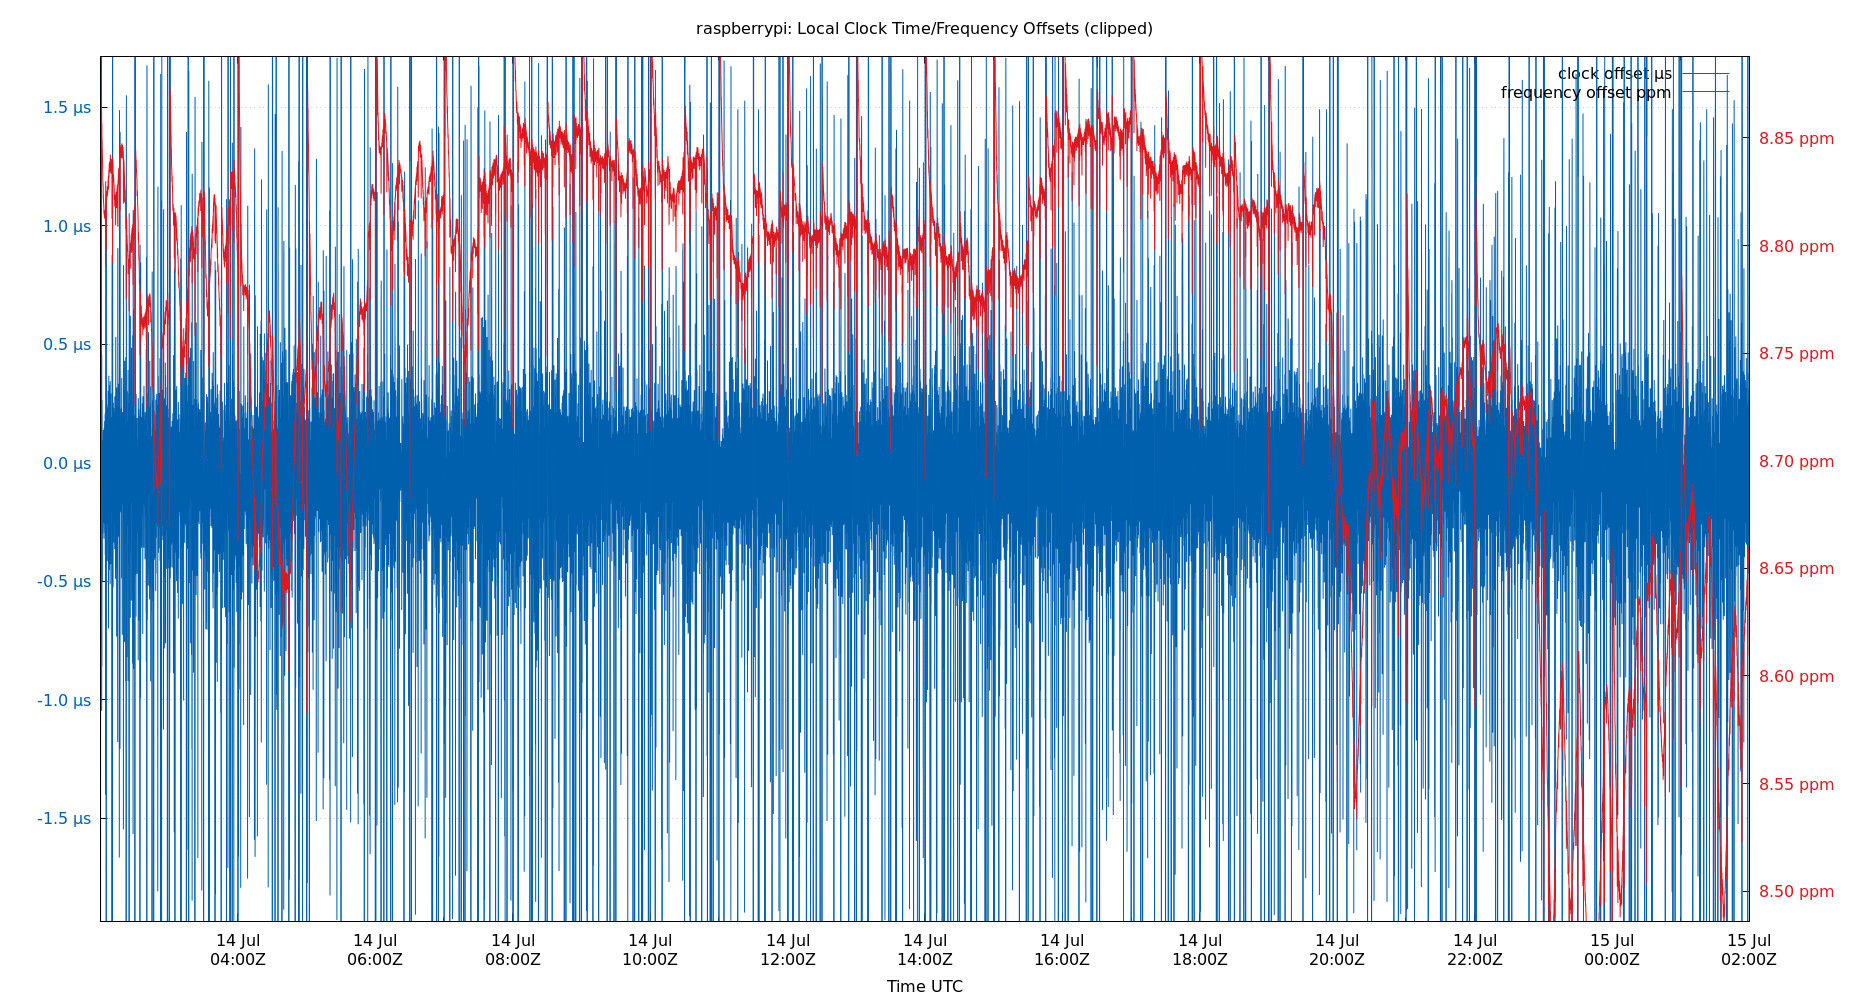 raspberrypi: Local Clock Time/Frequency Offsets (clipped)
clock offset µs
frequency offset ppm
1.5 µs
1.0 µs
0.5 µs
0.0 µs
-0.5 µs
-1.0 µs
-1.5 µs
8.85 ppm
8.80 ppm
8.75 ppm
8.70 ppm
8.65 ppm
8.60 ppm
8.55 ppm
8.50 ppm
14 Jul 14 Jul 14 Jul 14 Jul 14 Jul 14 Jul 14 Jul 14 Jul 14 Jul 14 Jul 15 Jul 15 Jul
04:00Z 06:00Z 08:00Z 10:00Z 12:00Z 14:00Z 16:00Z 18:00Z 20:00Z 22:00Z 00:00Z 02:00Z
Time UTC